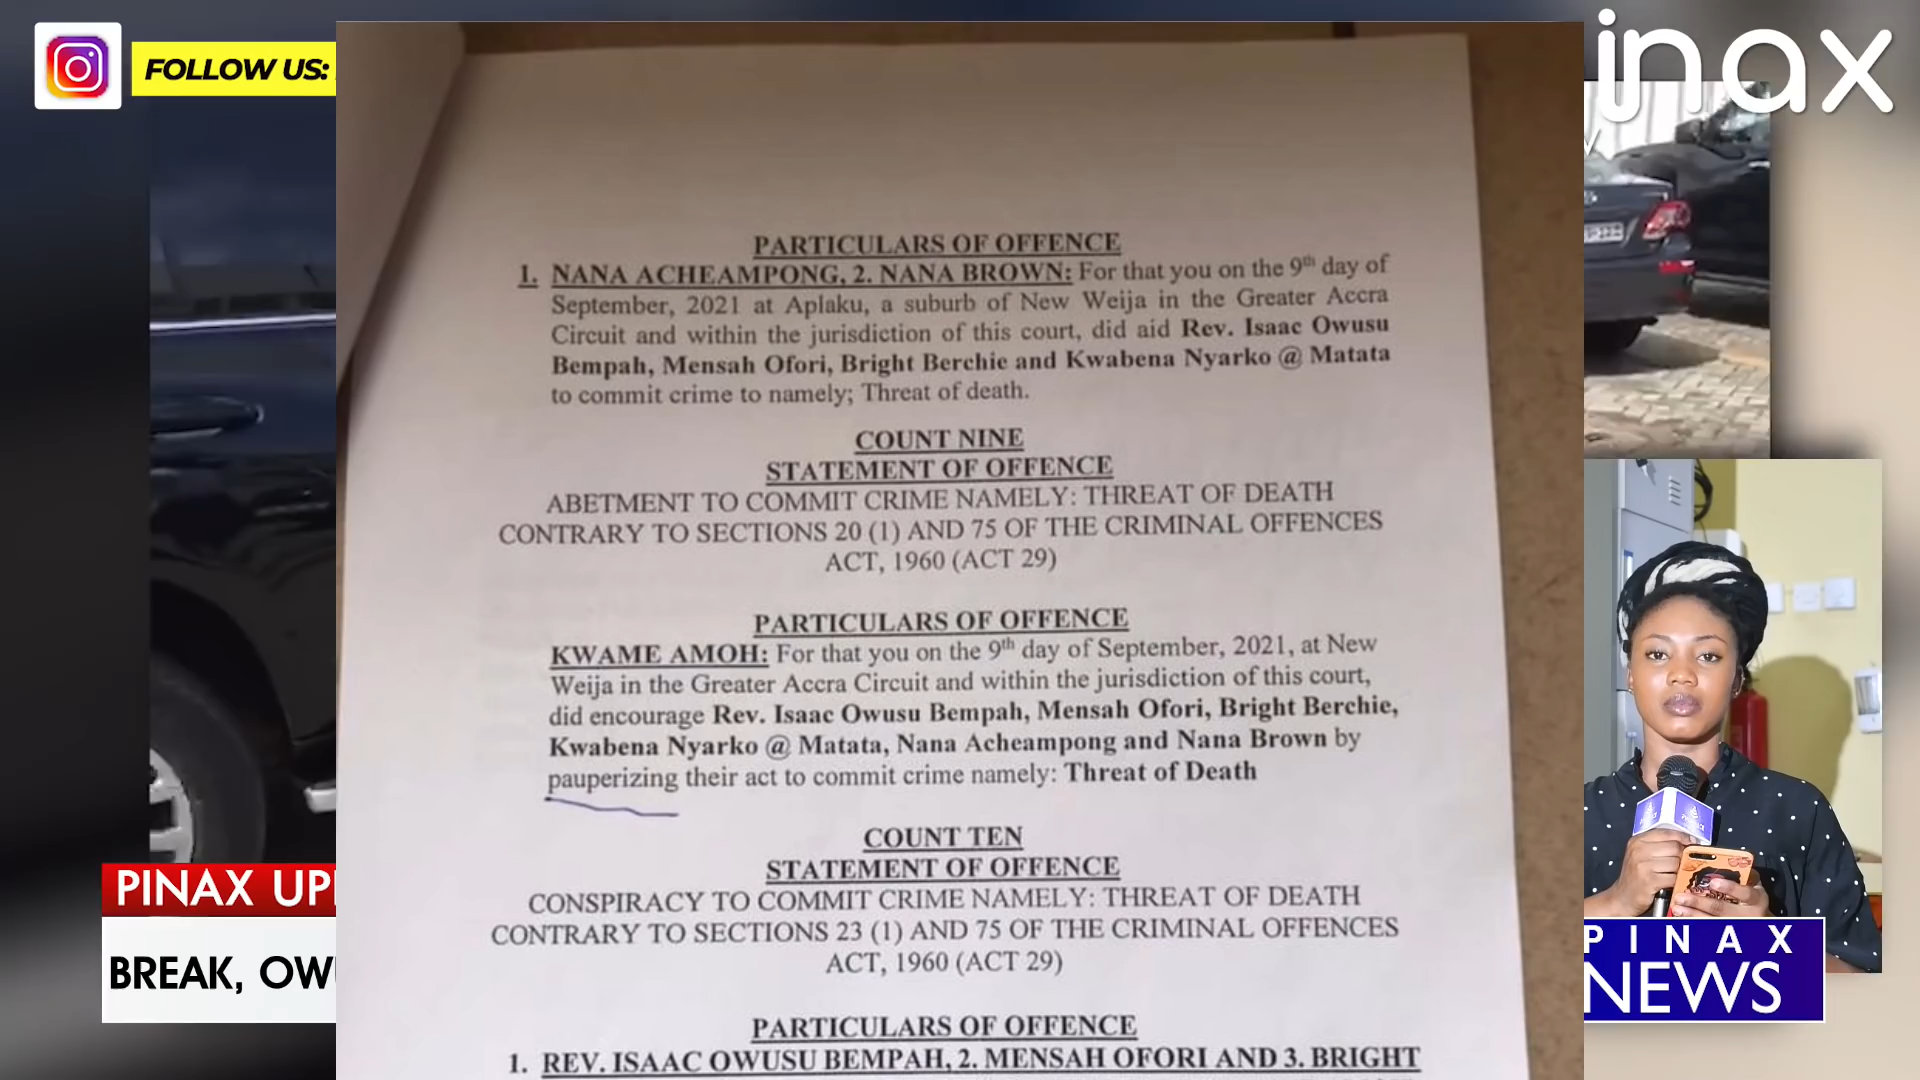 FOLLOW US:
inax
PARTICULARS OF OFFENCE
1. NANA ACHEAMPONG, 2. NANA BROWN: For that you on the 9th day of
September, 2021 at Aplaku, a suburb of New Weija in the Greater Accra
Circuit and within the jurisdiction of this court, did aid Rev. Isaac Owusu
Bempah, Mensah Ofori, Bright Berchie and Kwabena Nyarko @ Matata
to commit crime to namely; Threat of death.
COUNT NINE
STATEMENT OF OFFENCE
ABETMENT TO COMMIT CRIME NAMELY: THREAT OF DEATH
CONTRARY TO SECTIONS 20 (1) AND 75 OF THE CRIMINAL OFFENCES
ACT, 1960 (ACT 29)
PARTICULARS OF OFFENCE
KWAME AMOH: For that you on the 9th day of September, 2021, at New
Weija in the Greater Accra Circuit and within the jurisdiction of this court,
did encourage Rev. Isaac Owusu Bempah, Mensah Ofori, Bright Berchie,
Kwabena Nyarko @ Matata, Nana Acheampong and Nana Brown by
pauperizing their act to commit crime namely: Threat of Death
COUNT TEN
STATEMENT OF OFFENCE
CONSPIRACY TO COMMIT CRIME NAMELY: THREAT OF DEATH
CONTRARY TO SECTIONS 23 (1) AND 75 OF THE CRIMINAL OFFENCES
ACT, 1960 (ACT 29)
PARTICULARS OF OFFENCE
1. REV. ISAAC OWUSU BEMPAH, 2. MENSAH OFORI AND 3. BRIGHT
PINAX UP
BREAK, OW
PINAX
NEWS